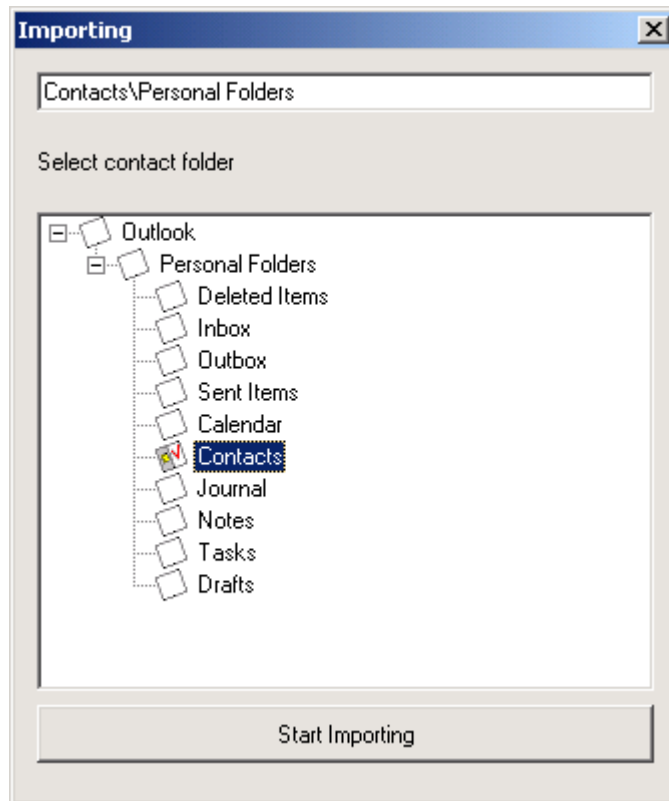 Importing
Contacts\Personal Folders
Select contact folder
Outlook
Personal Folders
Deleted Items
Inbox
Outbox
Sent Items
Calendar
Contacts
Journal
Notes
Tasks
Drafts
Start Importing